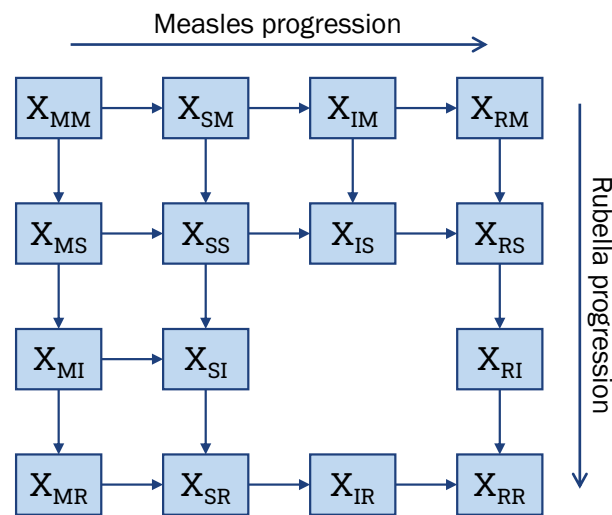 Measles progression
X_MM X_SM X_IM X_RM
X_MS X_SS X_IS X_RS
X_MI X_SI X_RI
X_MR X_SR X_IR X_RR
Rubella progression